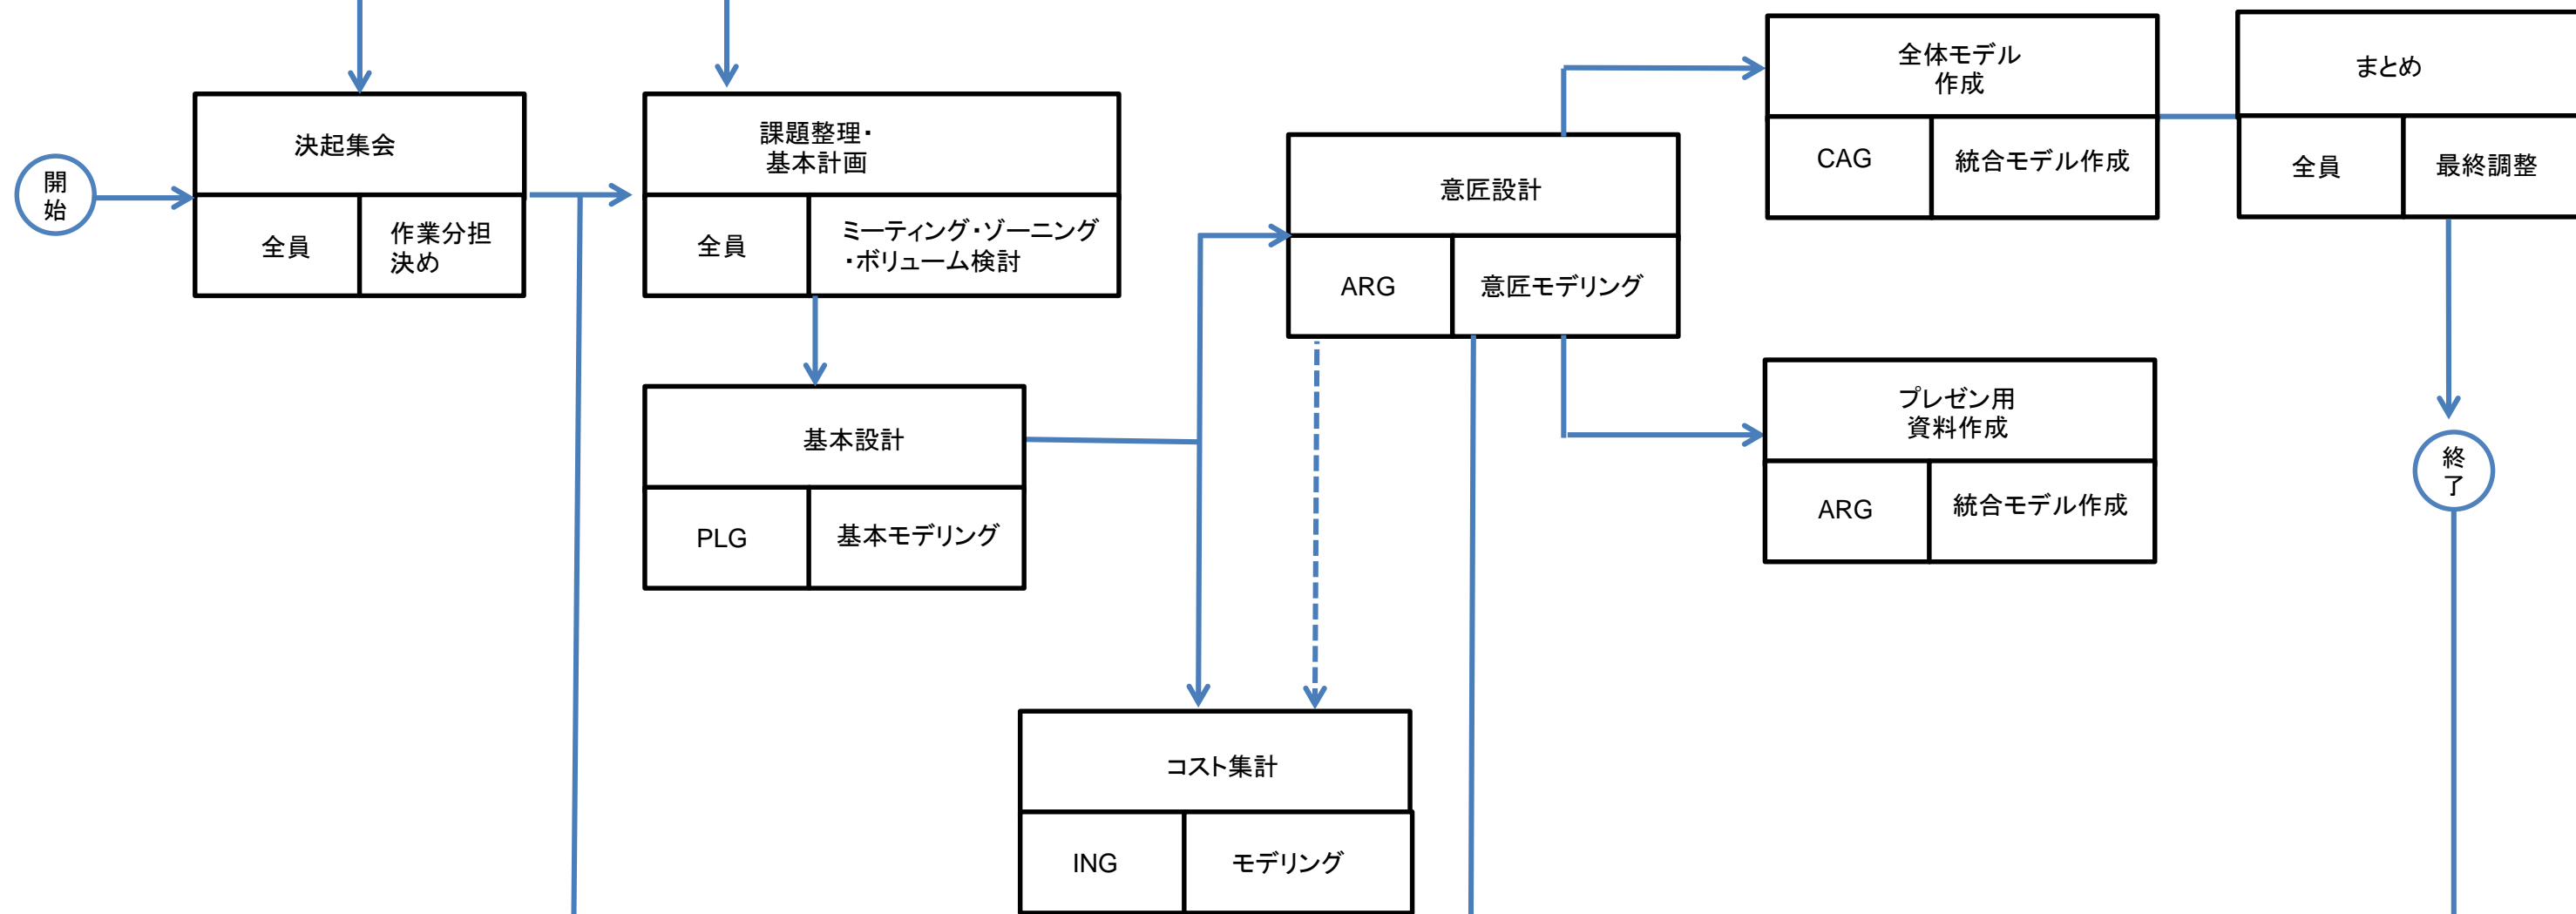 開
始
決起集会
全員
作業分担
決め
課題整理・
基本計画
全員
ミーティング・ゾーニング
・ボリューム検討
基本設計
PLG
基本モデリング
意匠設計
ARG
意匠モデリング
コスト集計
ING
モデリング
全体モデル
作成
CAG
統合モデル作成
プレゼン用
資料作成
ARG
統合モデル作成
まとめ
全員
最終調整
終
了